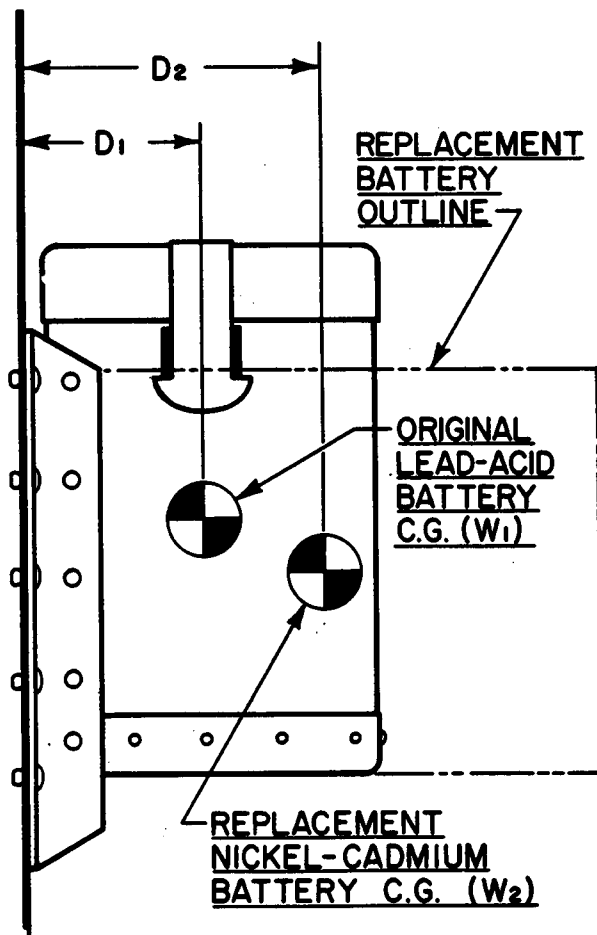 D2
D1
REPLACEMENT
BATTERY
OUTLINE
ORIGINAL
LEAD-ACID
BATTERY
C.G. (W1)
REPLACEMENT
NICKEL-CADMIUM
BATTERY C.G. (W2)